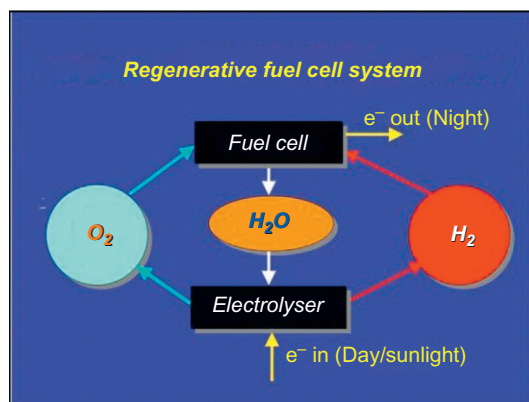 Regenerative fuel cell system
e⁻ out (Night)
Fuel cell
O₂
H₂O
H₂
Electrolyser
e⁻ in (Day/sunlight)